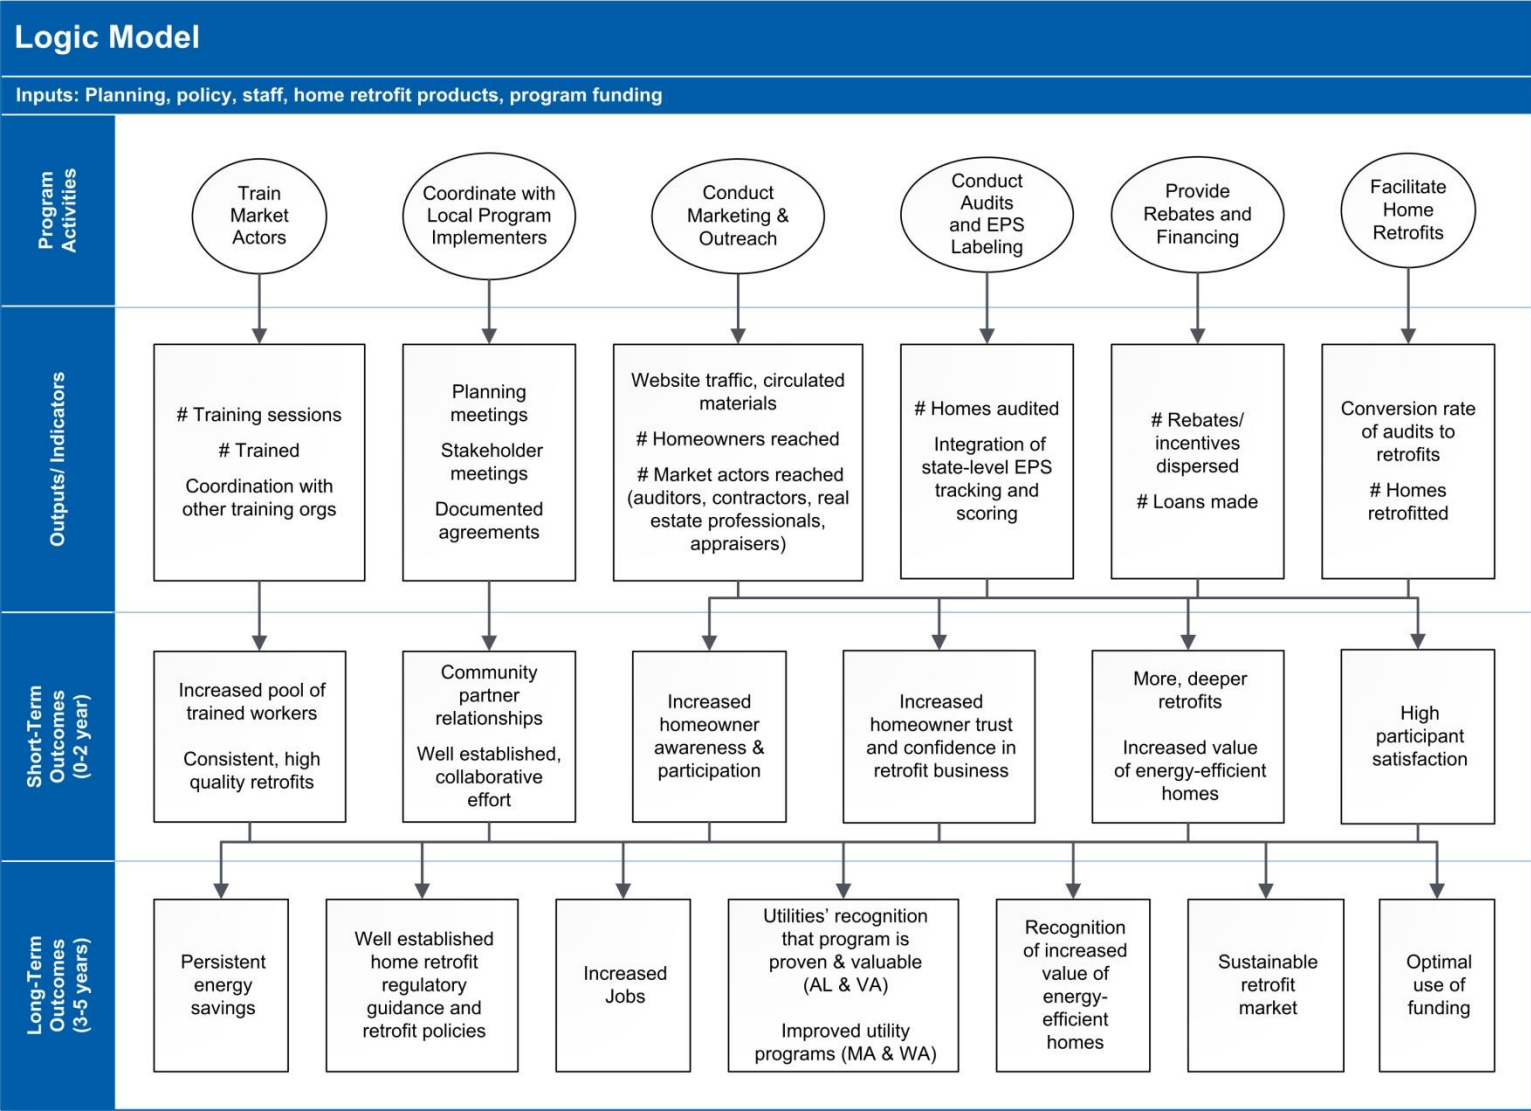 Logic Model
Inputs: Planning, policy, staff, home retrofit products, program funding
Program
Activities
Train
Market
Actors
Coordinate with
Local Program
Implementers
Conduct
Marketing &
Outreach
Conduct
Audits
and EPS
Labeling
Provide
Rebates and
Financing
Facilitate
Home
Retrofits
Outputs/ Indicators
# Training sessions
# Trained
Coordination with
other training orgs
Planning
meetings
Stakeholder
meetings
Documented
agreements
Website traffic, circulated
materials
# Homeowners reached
# Market actors reached
(auditors, contractors, real
estate professionals,
appraisers)
# Homes audited
Integration of
state-level EPS
tracking and
scoring
# Rebates/
incentives
dispersed
# Loans made
Conversion rate
of audits to
retrofits
# Homes
retrofitted
Short-Term
Outcomes
(0-2 year)
Increased pool of
trained workers
Consistent, high
quality retrofits
Community
partner
relationships
Well established,
collaborative
effort
Increased
homeowner
awareness &
participation
Increased
homeowner trust
and confidence in
retrofit business
More, deeper
retrofits
Increased value
of energy-efficient
homes
High
participant
satisfaction
Long-Term
Outcomes
(3-5 years)
Persistent
energy
savings
Well established
home retrofit
regulatory
guidance and
retrofit policies
Increased
Jobs
Utilities’ recognition
that program is
proven & valuable
(AL & VA)
Improved utility
programs (MA & WA)
Recognition
of increased
value of
energy-
efficient
homes
Sustainable
retrofit
market
Optimal
use of
funding